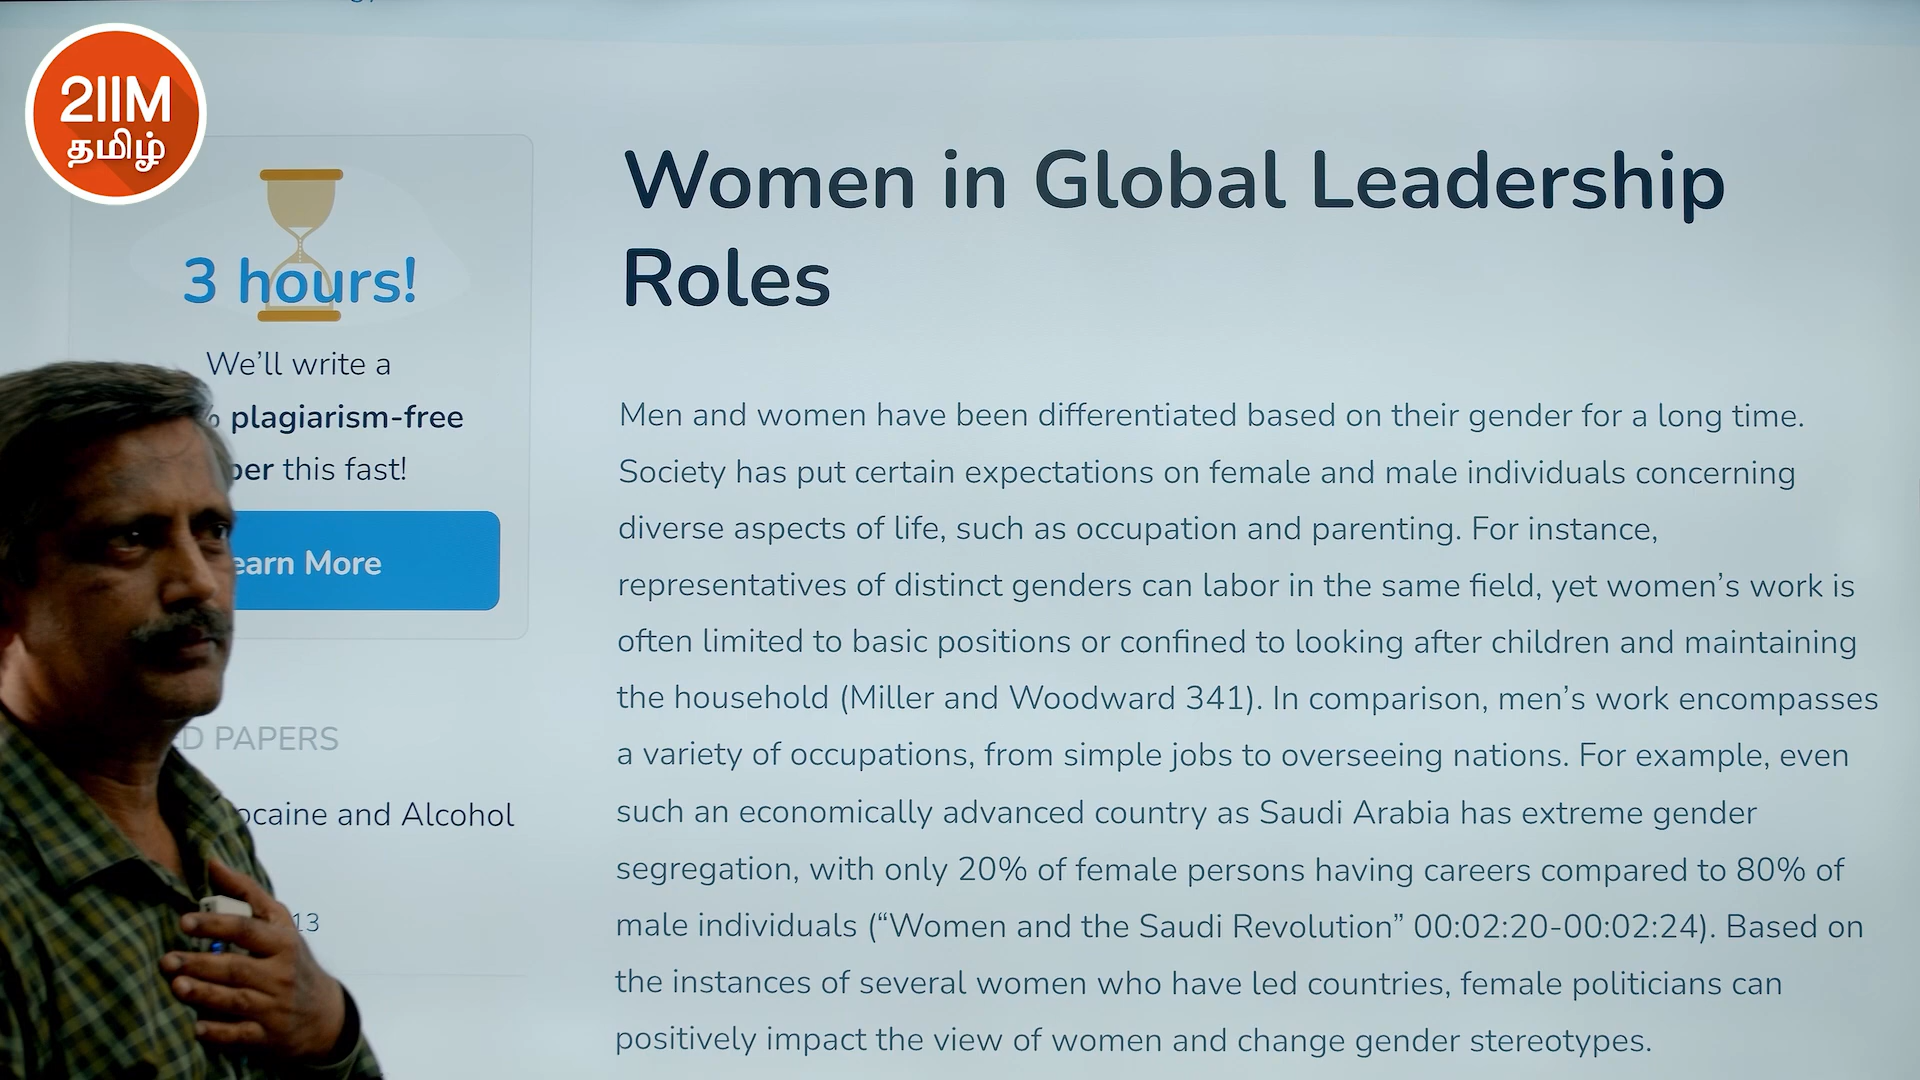 2IIM
தமிழ்
3 hours!
We'll write a
% plagiarism-free
this fast!
More
Women in Global Leadership
Roles
Men and women have been differentiated based on their gender for a long time.
Society has put certain expectations on female and male individuals concerning
diverse aspects of life, such as occupation and parenting. For instance,
representatives of distinct genders can labor in the same field, yet women's work is
often limited to basic positions or confined to looking after children and maintaining
the household (Miller and Woodward 341). In comparison, men's work encompasses
a variety of occupations, from simple jobs to overseeing nations. For example, even
such an economically advanced country as Saudi Arabia has extreme gender
segregation, with only 20% of female persons having careers compared to 80% of
male individuals (“Women and the Saudi Revolution” 00:02:20-00:02:24). Based on
the instances of several women who have led countries, female politicians can
positively impact the view of women and change gender stereotypes.
PAPERS
and Alcohol
13